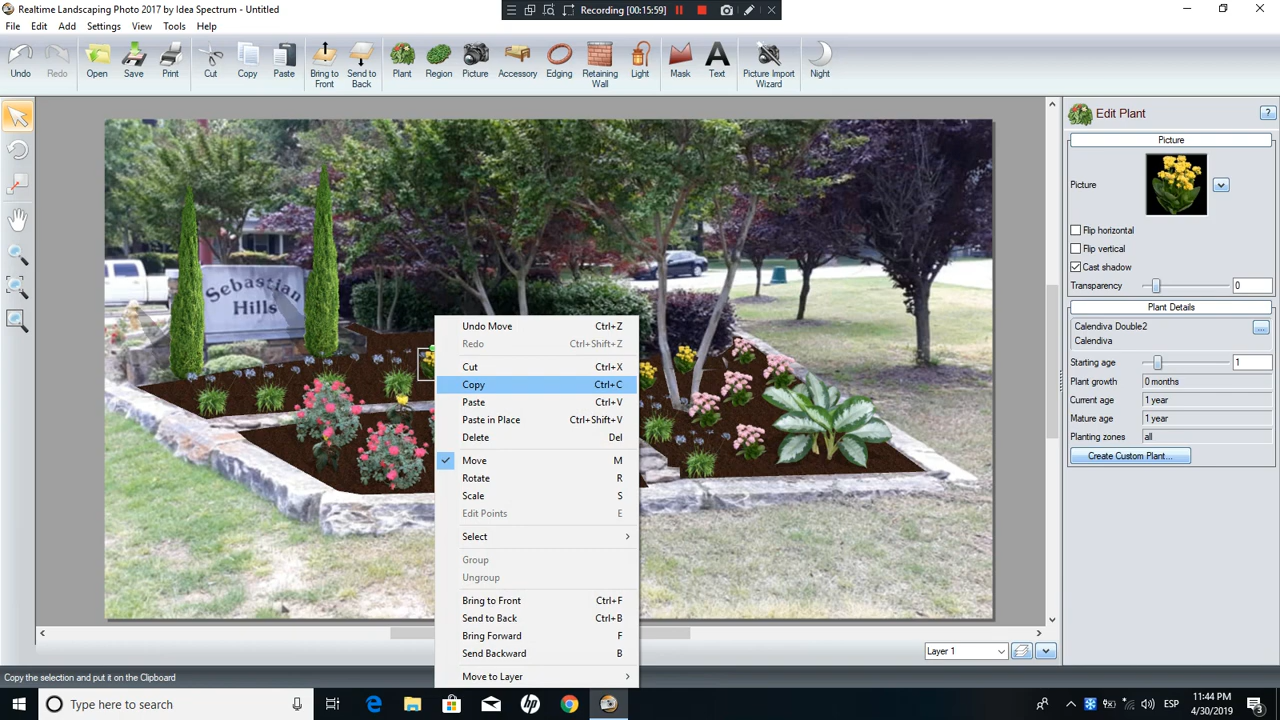 Realtime Landscaping Photo 2017 by Idea Spectrum - Untitled
Recording [00:15:59]
File Edit Add Settings View Tools Help
Undo Redo Open Save Print Cut Copy Paste Bring to Front Send to Back Plant Region Picture Accessory Edging Retaining Wall Light Mask Text Picture Import Wizard Night
Edit Plant
Picture
Picture
Flip horizontal
Flip vertical
Cast shadow
Transparency 0
Plant Details
Calendiva Double2
Calendiva
...
Starting age 1
Plant growth 0 months
Current age 1 year
Mature age 1 year
Planting zones all
Create Custom Plant...
Sebastian
Hills
Undo Move Ctrl+Z
Redo Ctrl+Shift+Z
Cut Ctrl+X
Copy Ctrl+C
Paste Ctrl+V
Paste in Place Ctrl+Shift+V
Delete Del
Move M
Rotate R
Scale S
Edit Points E
Select
Group
Ungroup
Bring to Front Ctrl+F
Send to Back Ctrl+B
Bring Forward F
Send Backward B
Move to Layer
Layer 1
Copy the selection and put it on the Clipboard
Type here to search
ESP
11:44 PM
4/30/2019
3